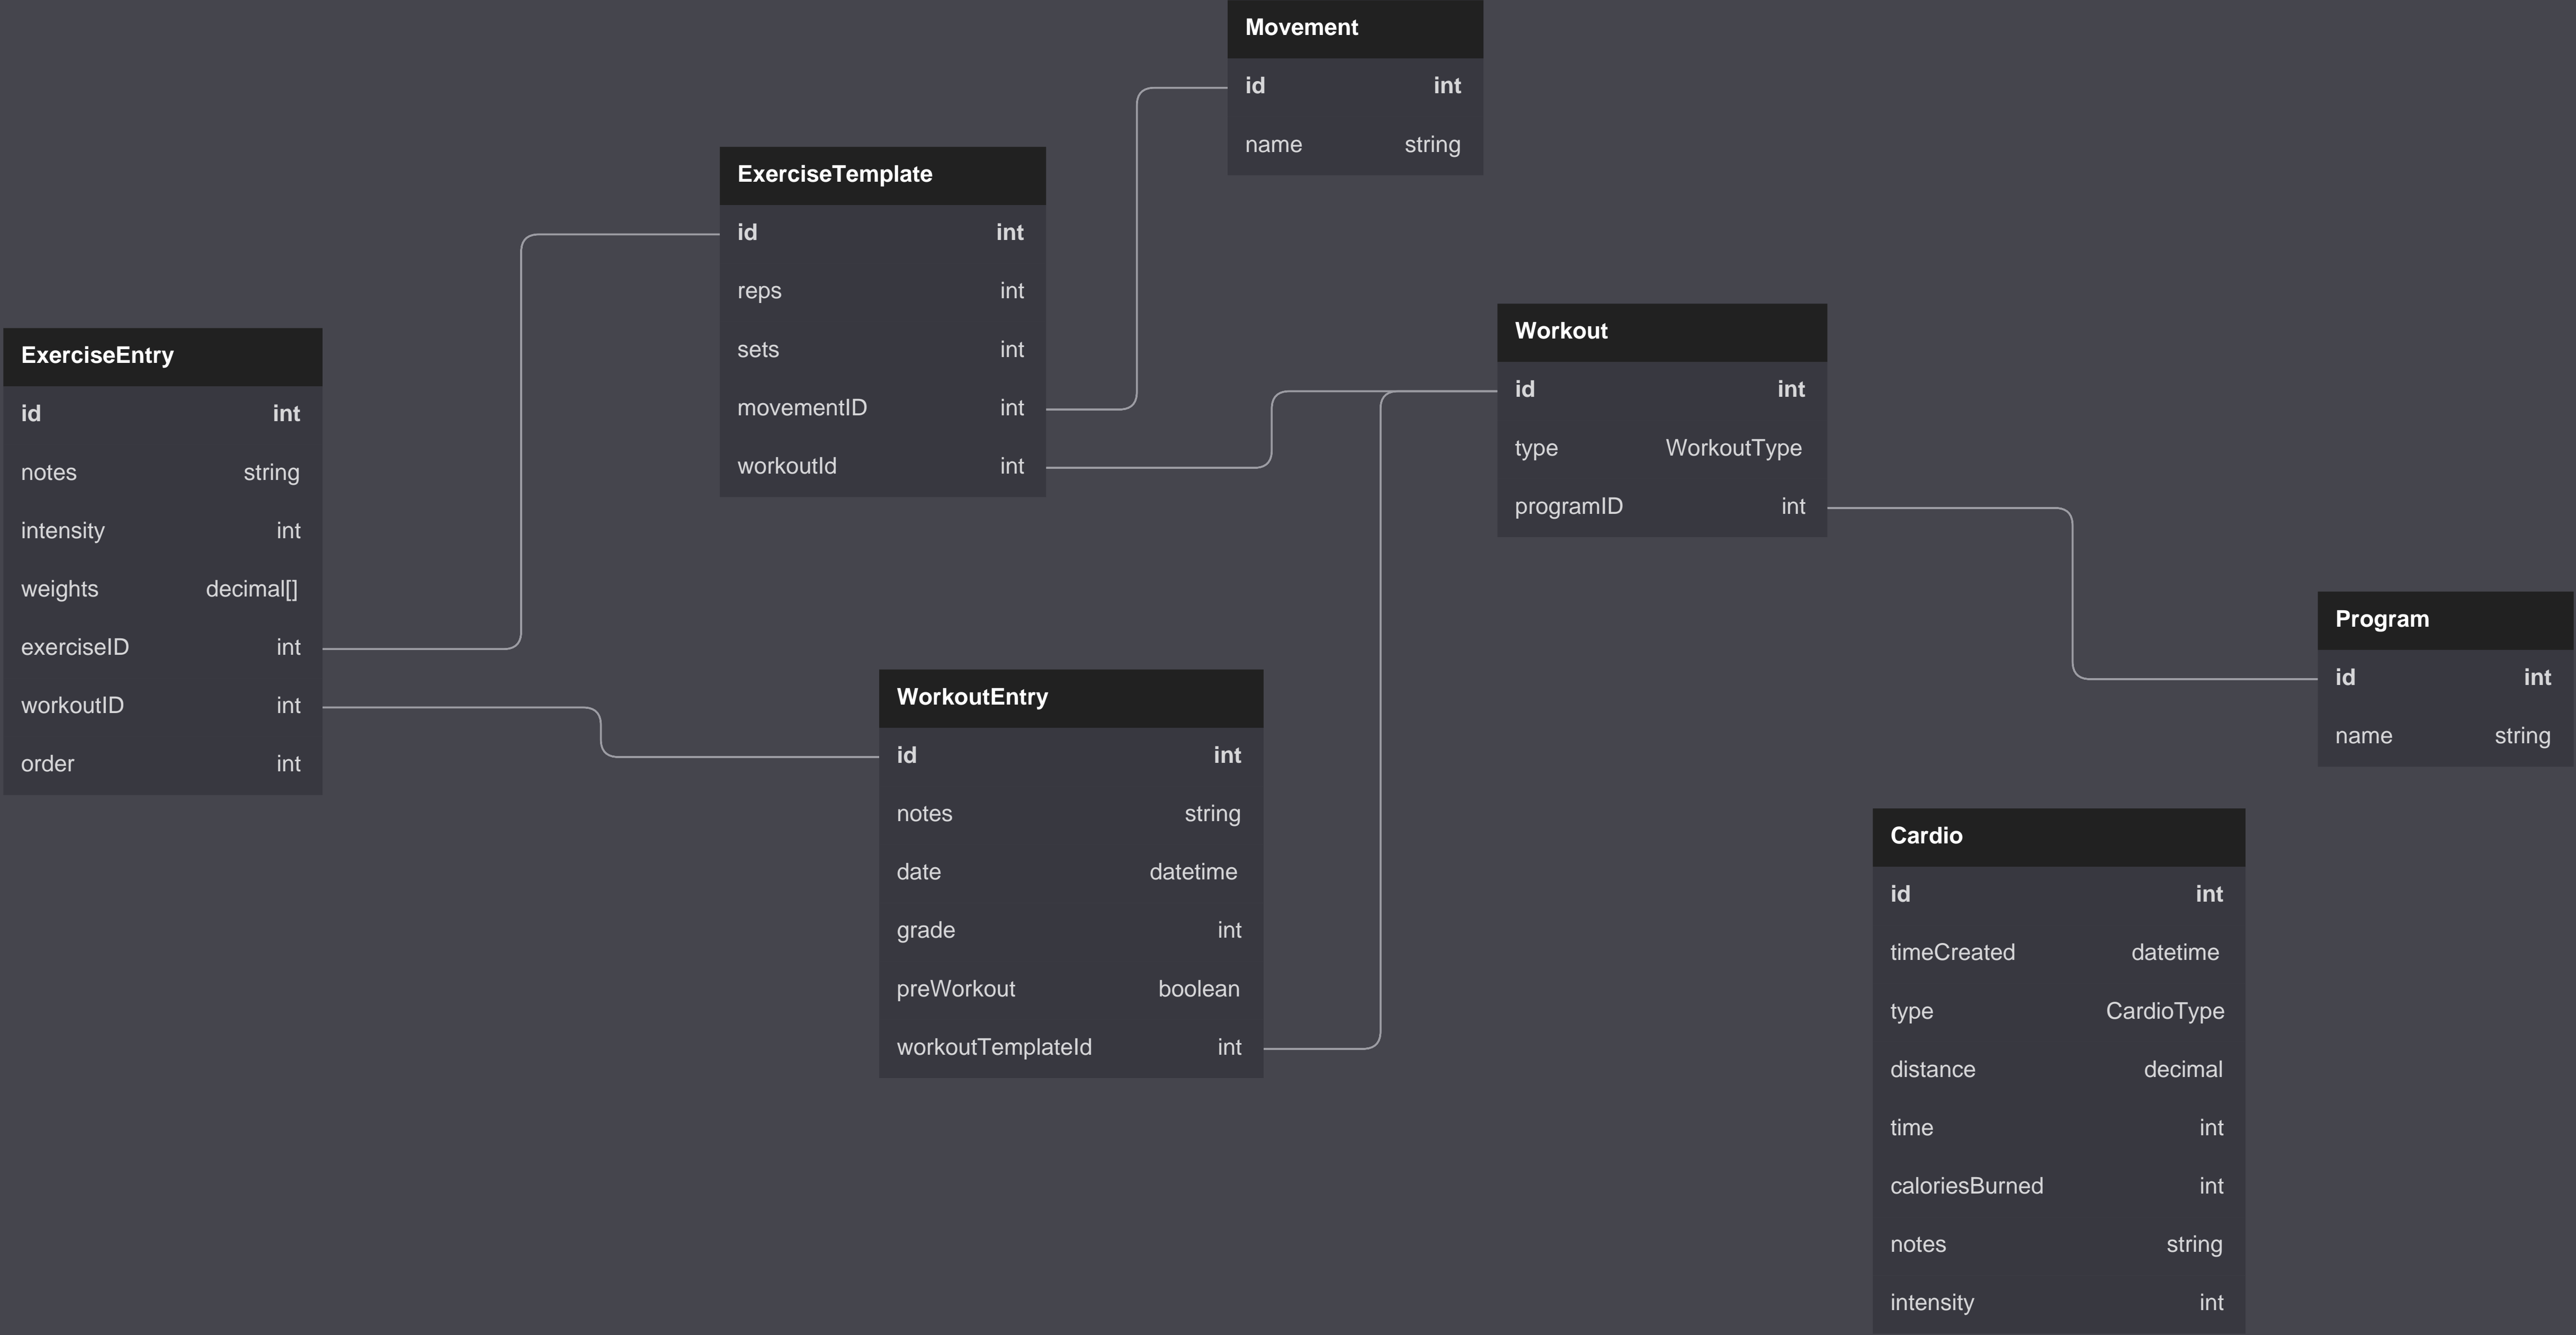 Movement
id int
name string
ExerciseTemplate
id int
reps int
sets int
movementID int
workoutId int
Workout
id int
type WorkoutType
programID int
ExerciseEntry
id int
notes string
intensity int
weights decimal[]
exerciseID int
workoutID int
order int
Program
id int
name string
WorkoutEntry
id int
notes string
date datetime
grade int
preWorkout boolean
workoutTemplateId int
Cardio
id int
timeCreated datetime
type CardioType
distance decimal
time int
caloriesBurned int
notes string
intensity int